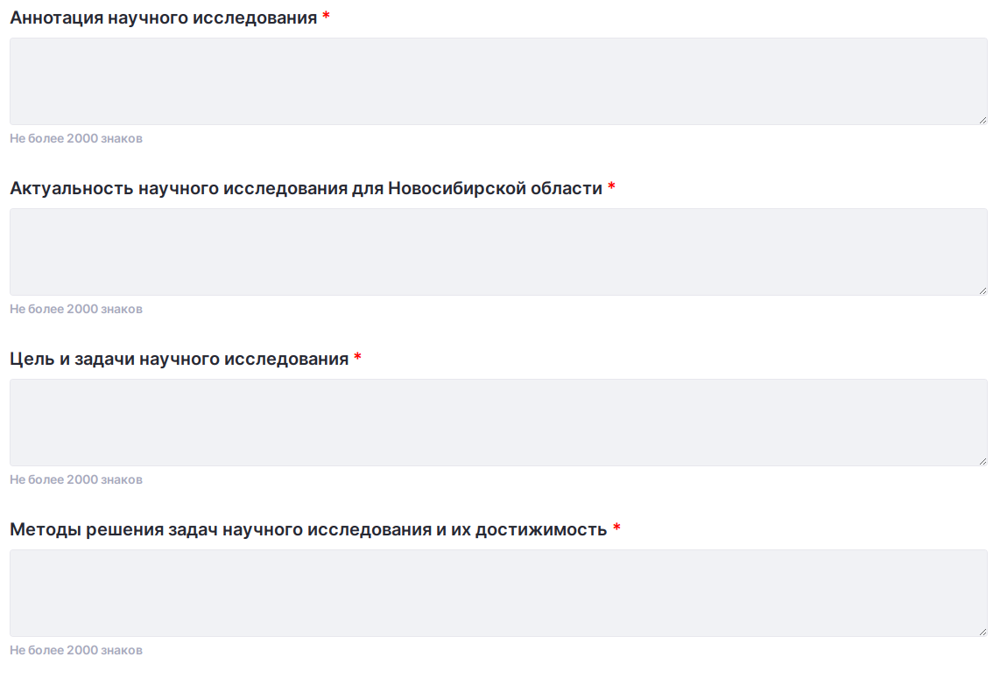 Аннотация научного исследования *
Не более 2000 знаков
Актуальность научного исследования для Новосибирской области *
Не более 2000 знаков
Цель и задачи научного исследования *
Не более 2000 знаков
Методы решения задач научного исследования и их достижимость *
Не более 2000 знаков